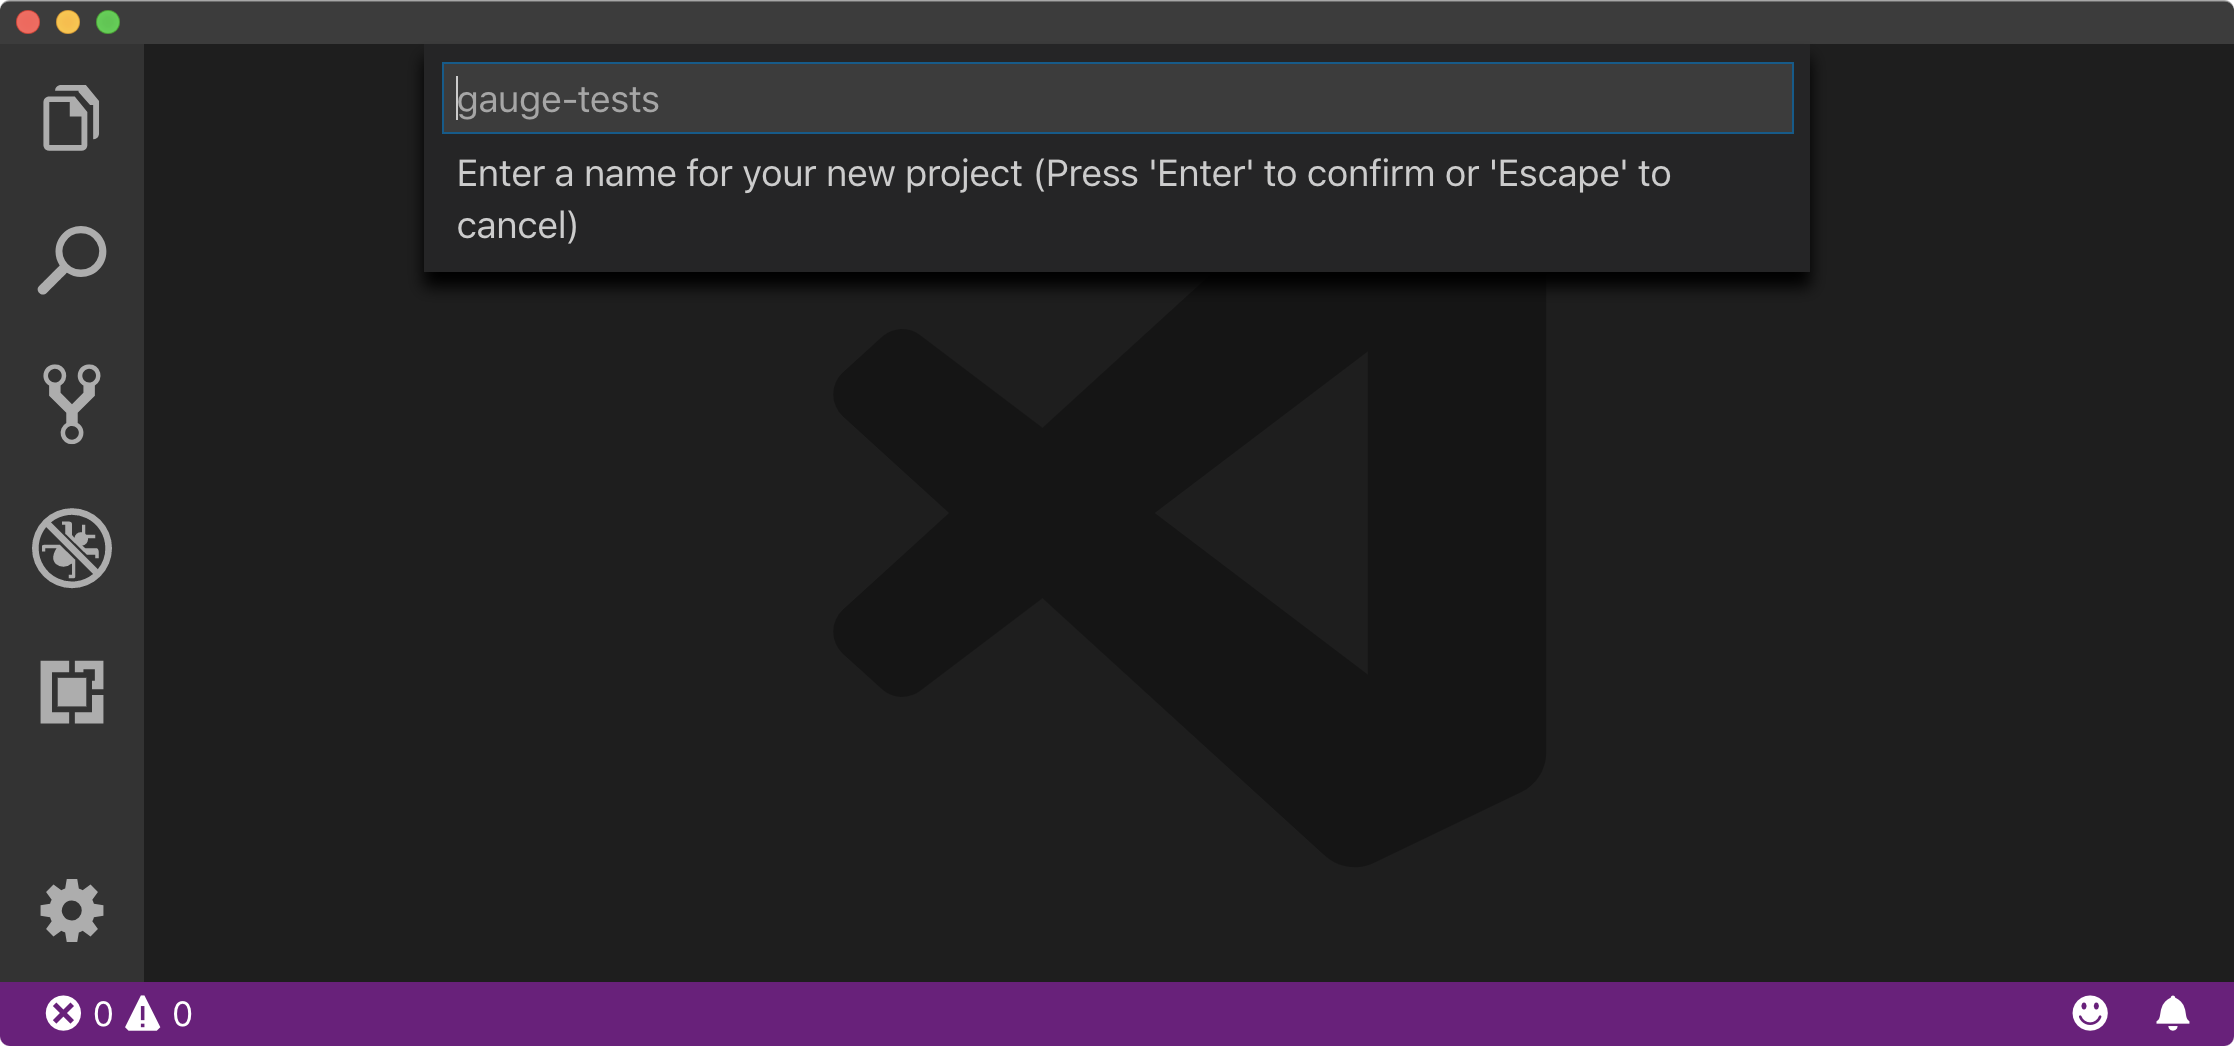 gauge-tests
Enter a name for your new project (Press 'Enter' to confirm or 'Escape' to
cancel)
0 0